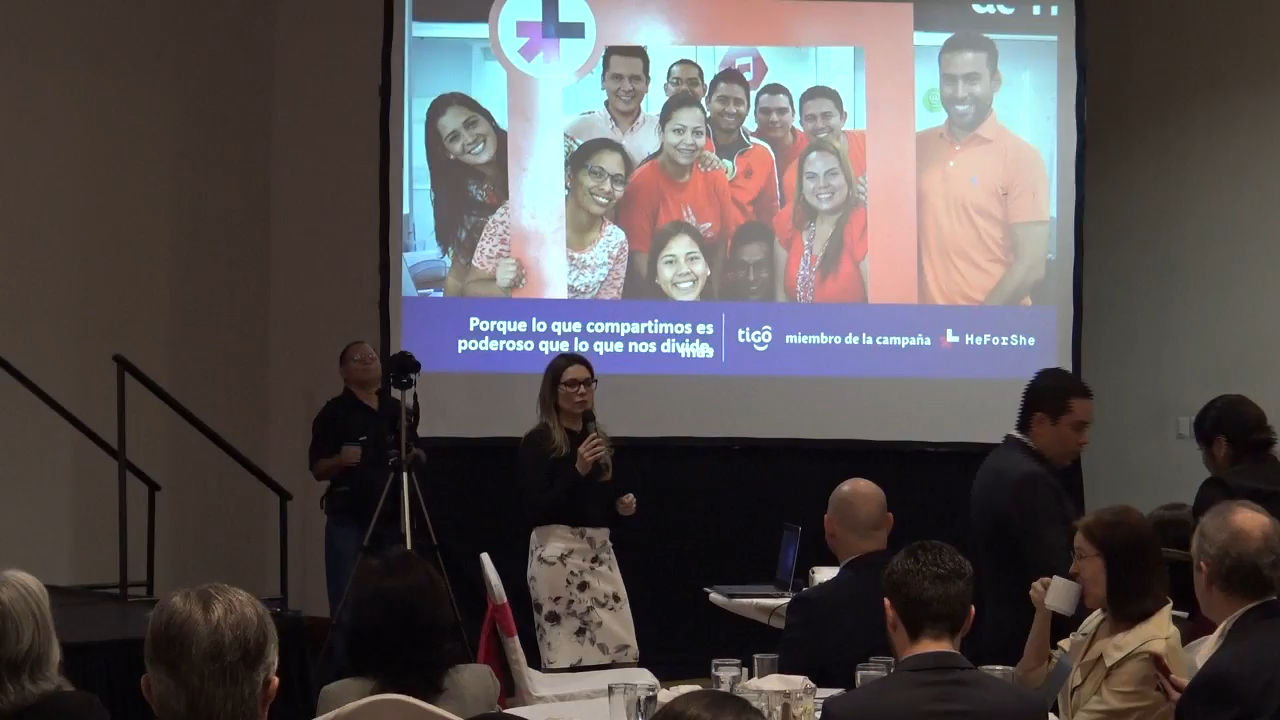 Porque lo que compartimos es
poderoso que lo que nos divide.
más
tigo
miembro de la campaña
HeForShe